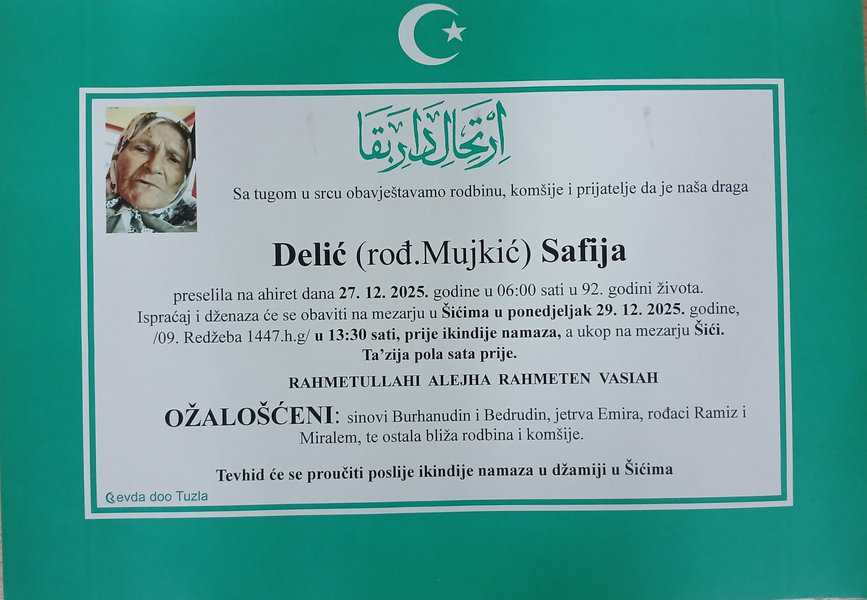 اِرْتِحَالِ دَارِ بَقَا
Sa tugom u srcu obavještavamo rodbinu, komšije i prijatelje da je naša draga
Delić (rođ.Mujkić) Safija
preselila na ahiret dana 27. 12. 2025. godine u 06:00 sati u 92. godini života.
Ispraćaj i dženaza će se obaviti na mezarju u Šićima u ponedjeljak 29. 12. 2025. godine,
/09. Redžeba 1447.h.g/ u 13:30 sati, prije ikindije namaza, a ukop na mezarju Šići.
Ta’zija pola sata prije.
RAHMETULLAHI ALEJHA RAHMETEN VASIAH
OŽALOŠĆENI: sinovi Burhanudin i Bedrudin, jetrva Emira, rođaci Ramiz i
Miralem, te ostala bliža rodbina i komšije.
Tevhid će se proučiti poslije ikindije namaza u džamiji u Šićima
evda doo Tuzla